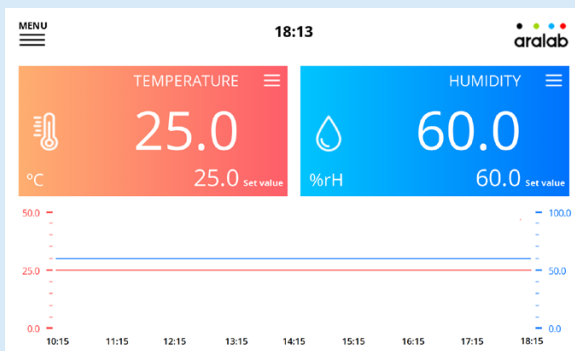 MENU
18:13
aralab
TEMPERATURE
25.0
°C
25.0 Set value
HUMIDITY
60.0
%rH
60.0 Set value
50.0
25.0
0.0
100.0
50.0
0.0
10:15 11:15 12:15 13:15 14:15 15:15 16:15 17:15 18:15